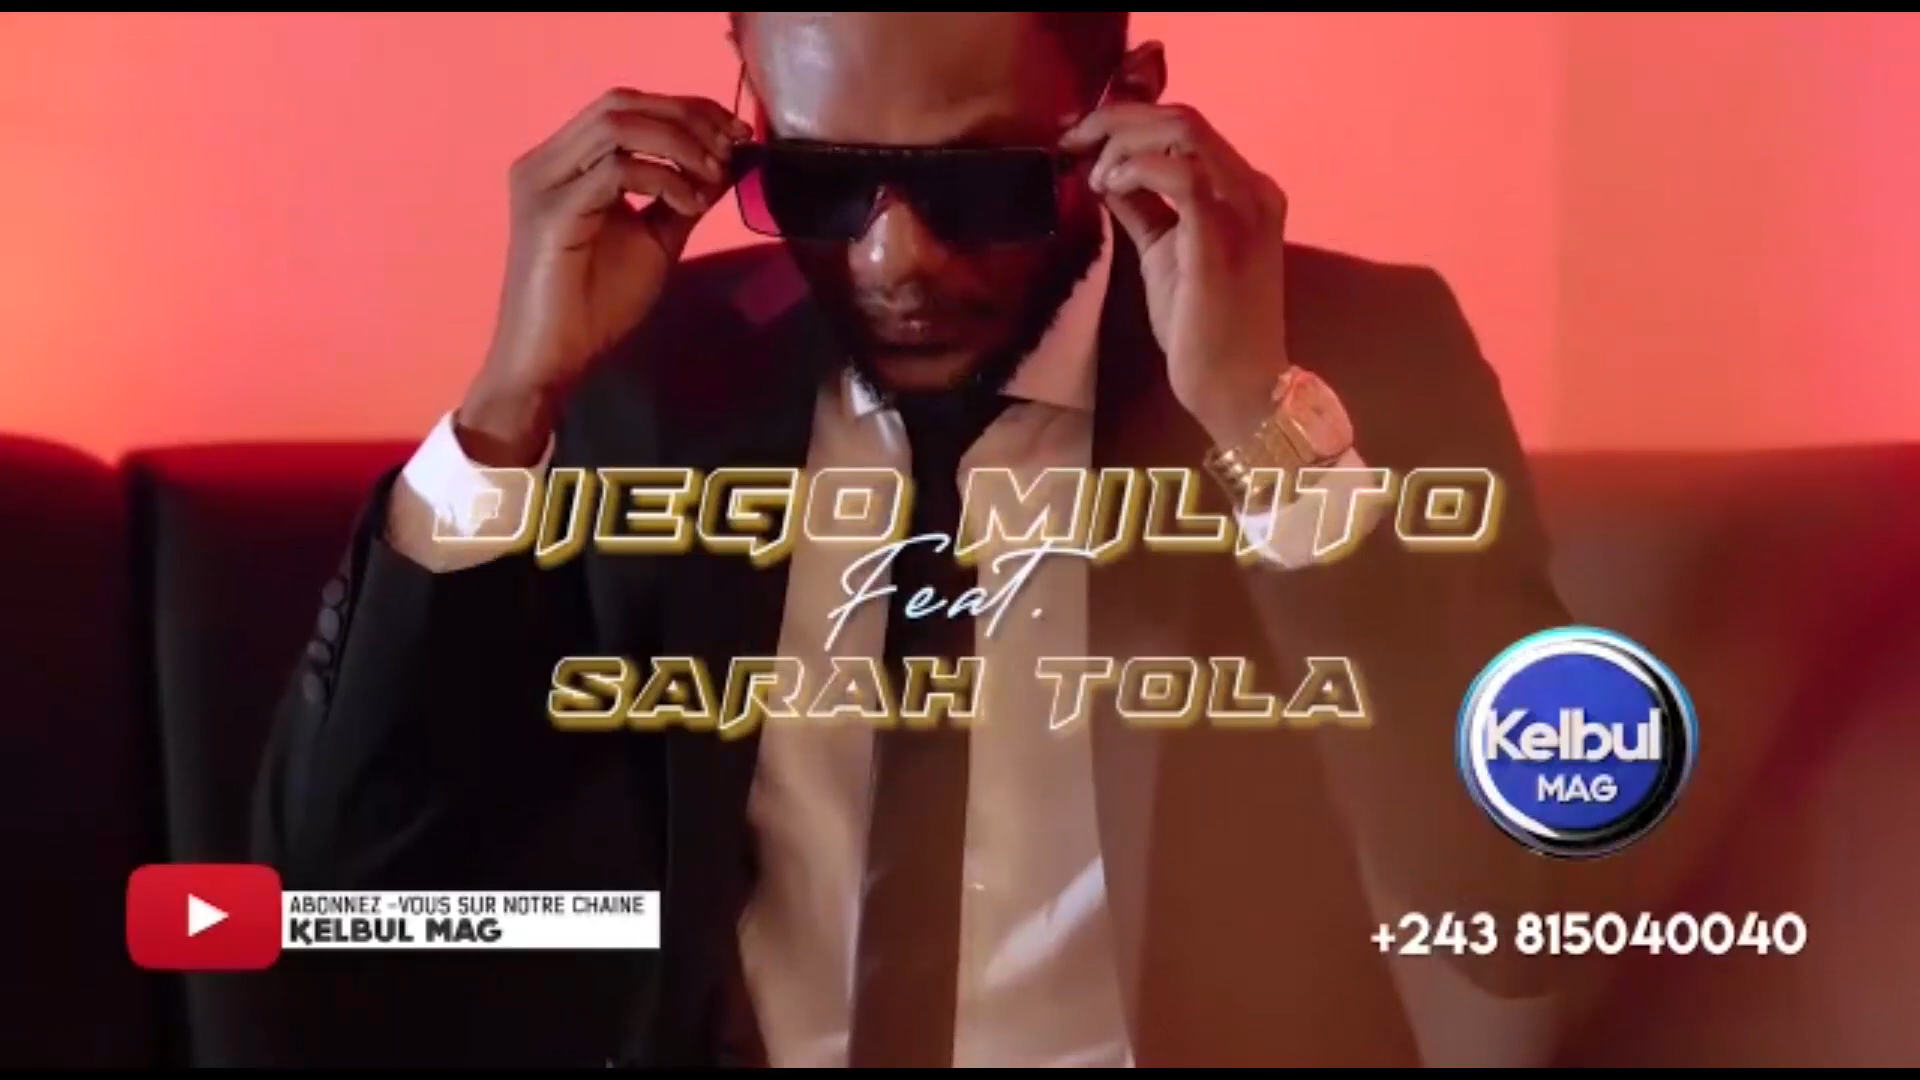 DIEGO MILITO
Feat.
SARAH TOLA
Kelbul
MAG
ABONNEZ -VOUS SUR NOTRE CHAINE
KELBUL MAG
+243 815040040